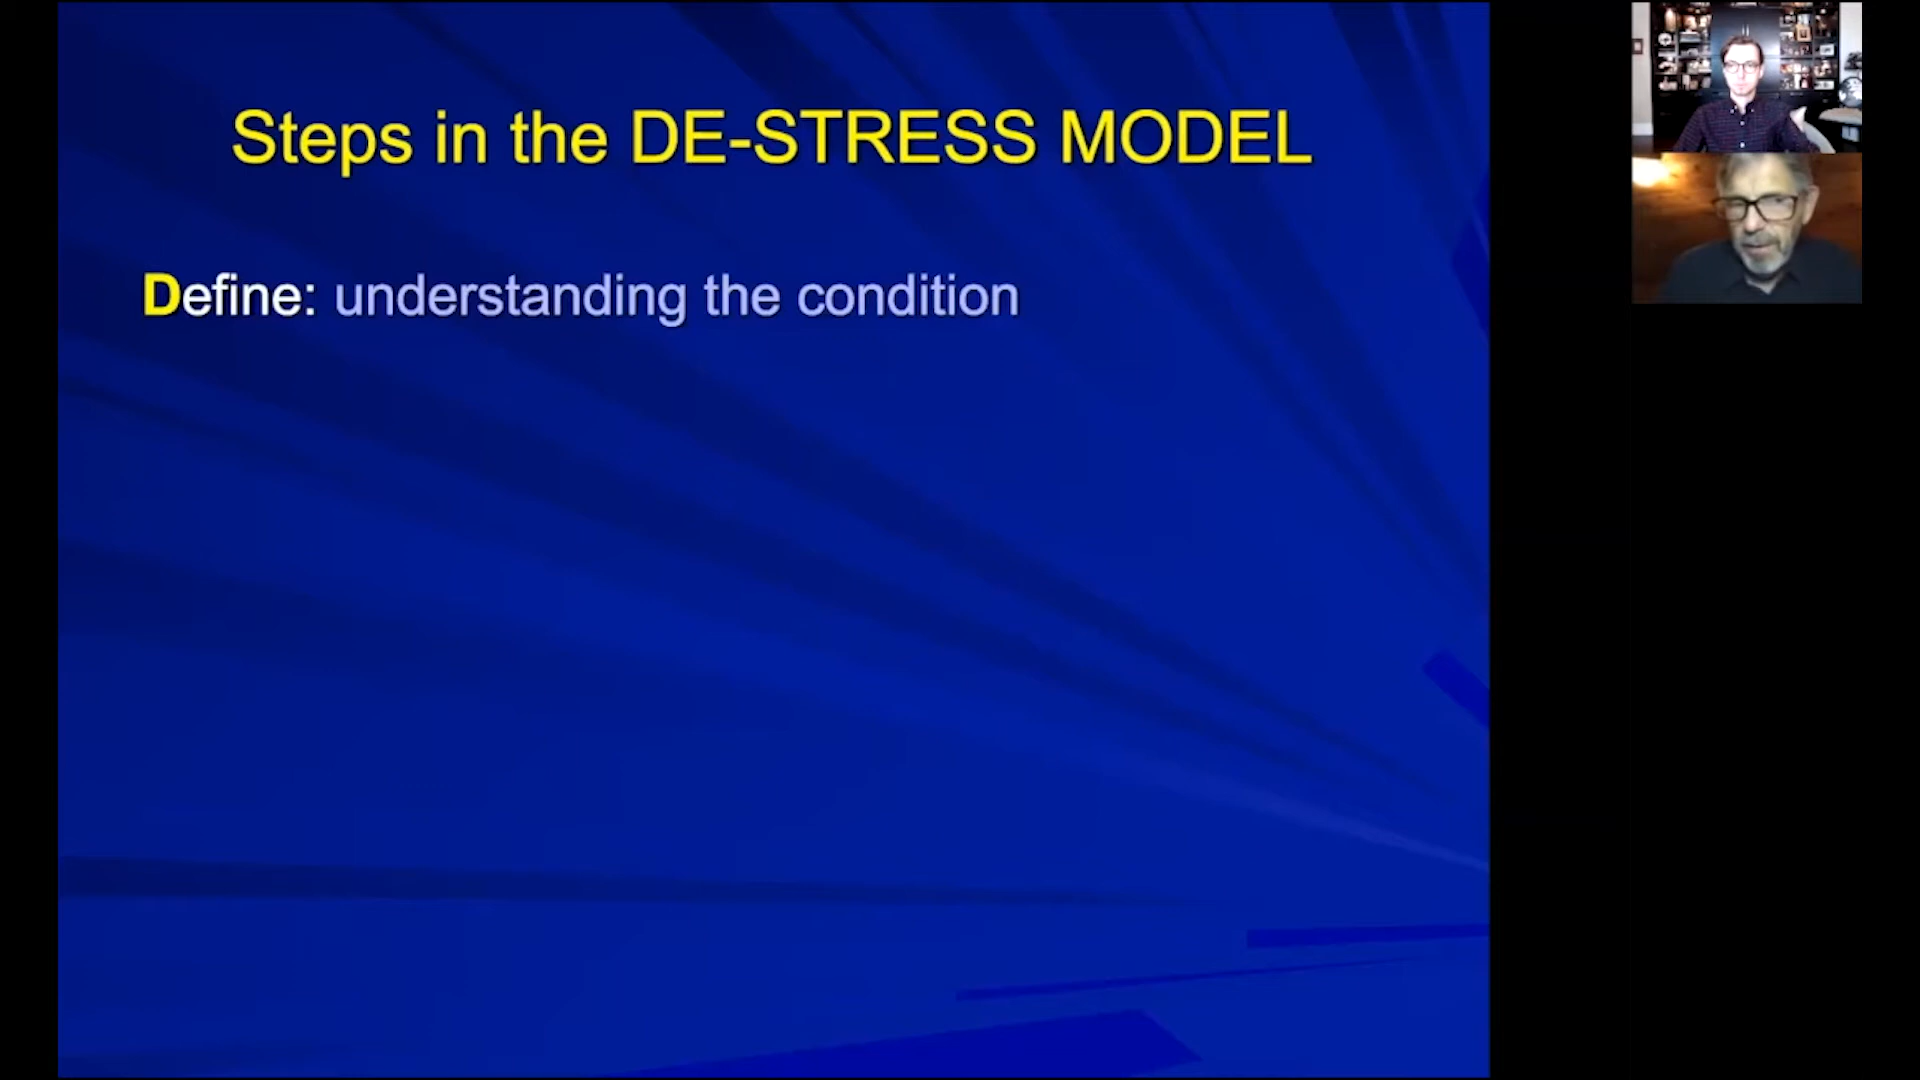 Steps in the DE-STRESS MODEL
Define: understanding the condition